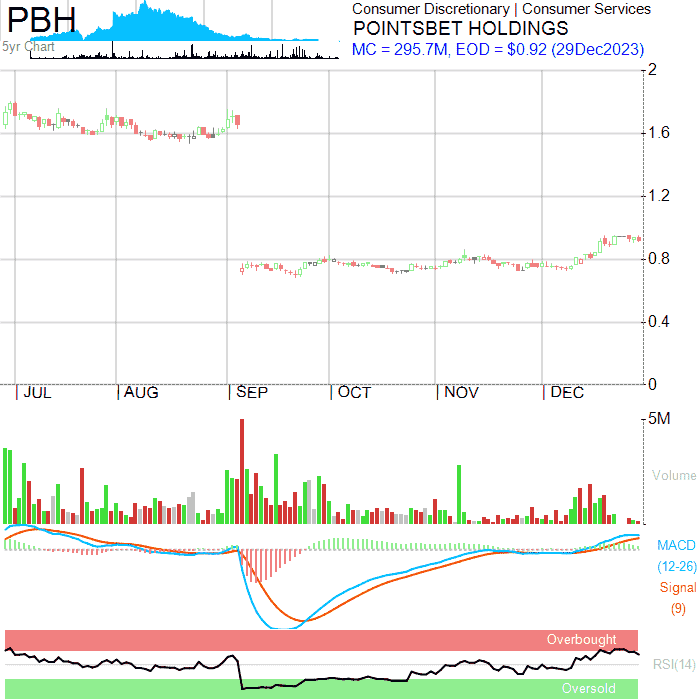 PBH
5yr Chart
Consumer Discretionary | Consumer Services
POINTSBET HOLDINGS
MC = 295.7M, EOD = $0.92 (29Dec2023)
2
1.6
1.2
0.8
0.4
0
JUL AUG SEP OCT NOV DEC
5M
Volume
MACD
(12-26)
Signal
(9)
Overbought
RSI(14)
Oversold